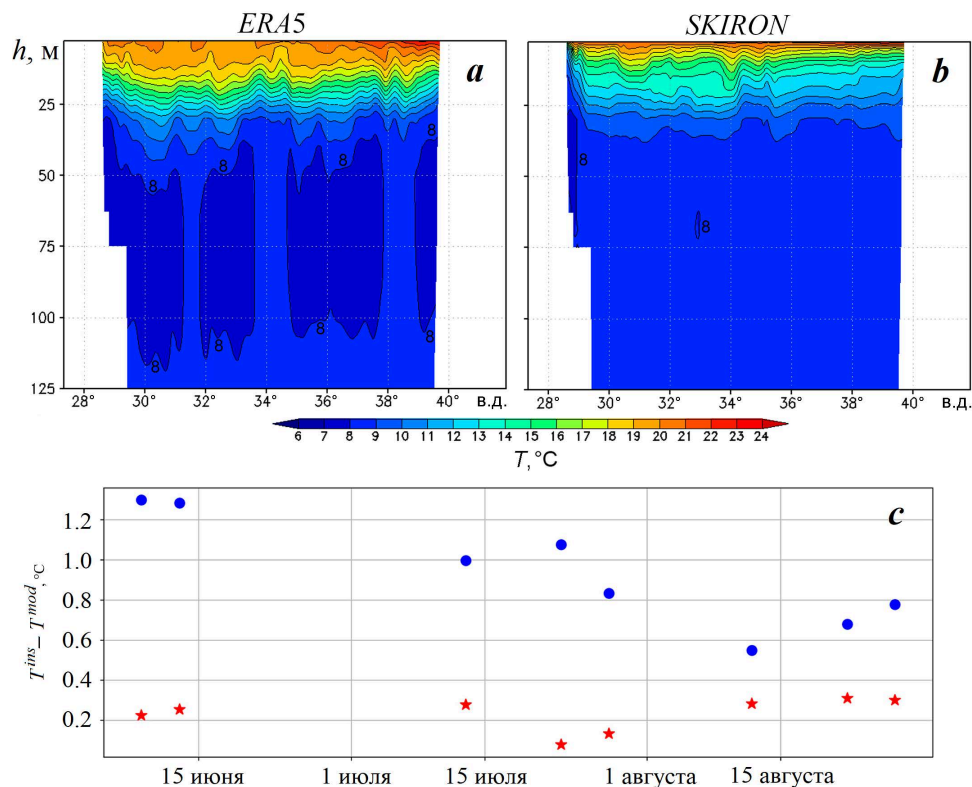 ERA5 SKIRON
h, м
a b
25
50
75
100
125
8 8 8 8
8 8 8 8
8 8
28° 30° 32° 34° 36° 38° 40° в.д.
28° 30° 32° 34° 36° 38° 40° в.д.
6 7 8 9 10 11 12 13 14 15 16 17 18 19 20 21 22 23 24
T, °C
c
T^ins – T^mod, °C
1.2
1.0
0.8
0.6
0.4
0.2
15 июня 1 июля 15 июля 1 августа 15 августа